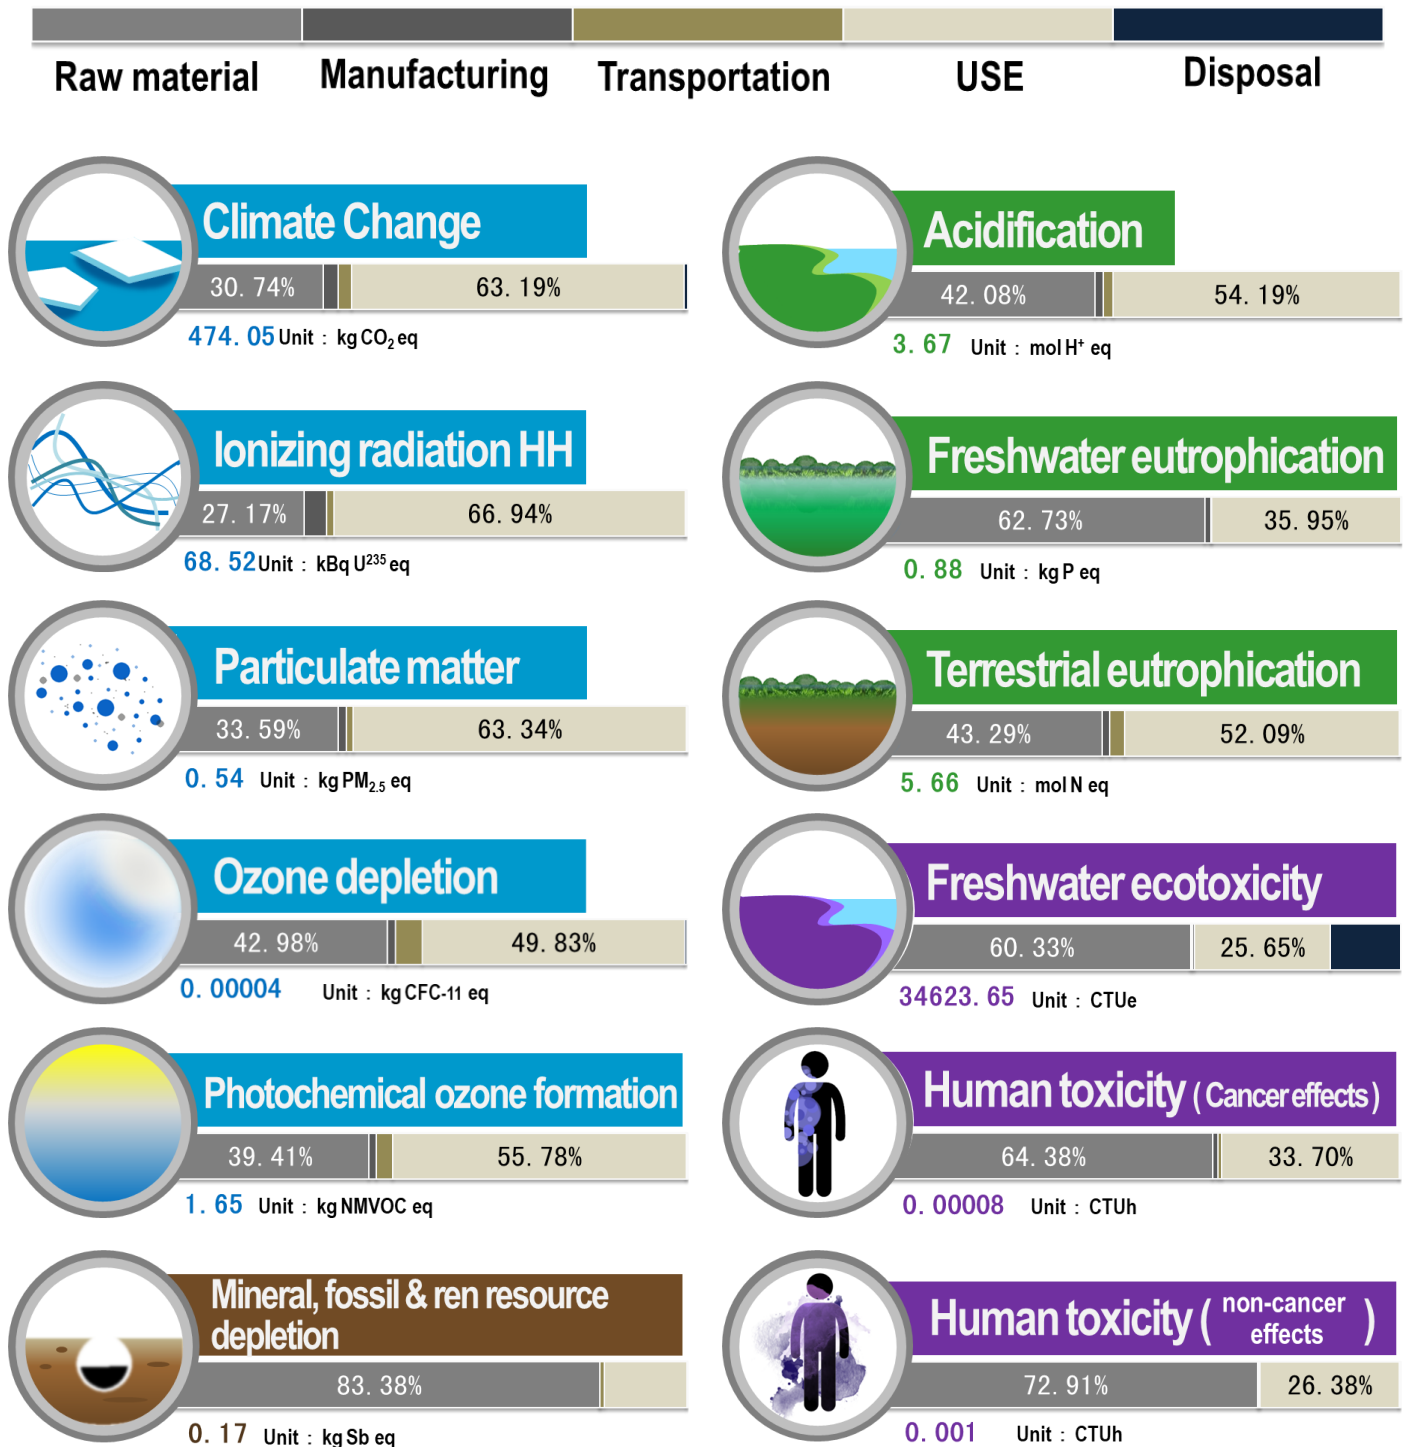 Raw material
Manufacturing
Transportation
USE
Disposal
Climate Change
30.74%
63.19%
474.05 Unit : kg CO₂ eq
Ionizing radiation HH
27.17%
66.94%
68.52 Unit : kBq U²³⁵ eq
Particulate matter
33.59%
63.34%
0.54 Unit : kg PM₂.₅ eq
Ozone depletion
42.98%
49.83%
0.00004 Unit : kg CFC-11 eq
Photochemical ozone formation
39.41%
55.78%
1.65 Unit : kg NMVOC eq
Mineral, fossil & ren resource
depletion
83.38%
0.17 Unit : kg Sb eq
Acidification
42.08%
54.19%
3.67 Unit : mol H⁺ eq
Freshwater eutrophication
62.73%
35.95%
0.88 Unit : kg P eq
Terrestrial eutrophication
43.29%
52.09%
5.66 Unit : mol N eq
Freshwater ecotoxicity
60.33%
25.65%
34623.65 Unit : CTUe
Human toxicity ( Cancer effects )
64.38%
33.70%
0.00008 Unit : CTUh
Human toxicity ( non-cancer
effects )
72.91%
26.38%
0.001 Unit : CTUh